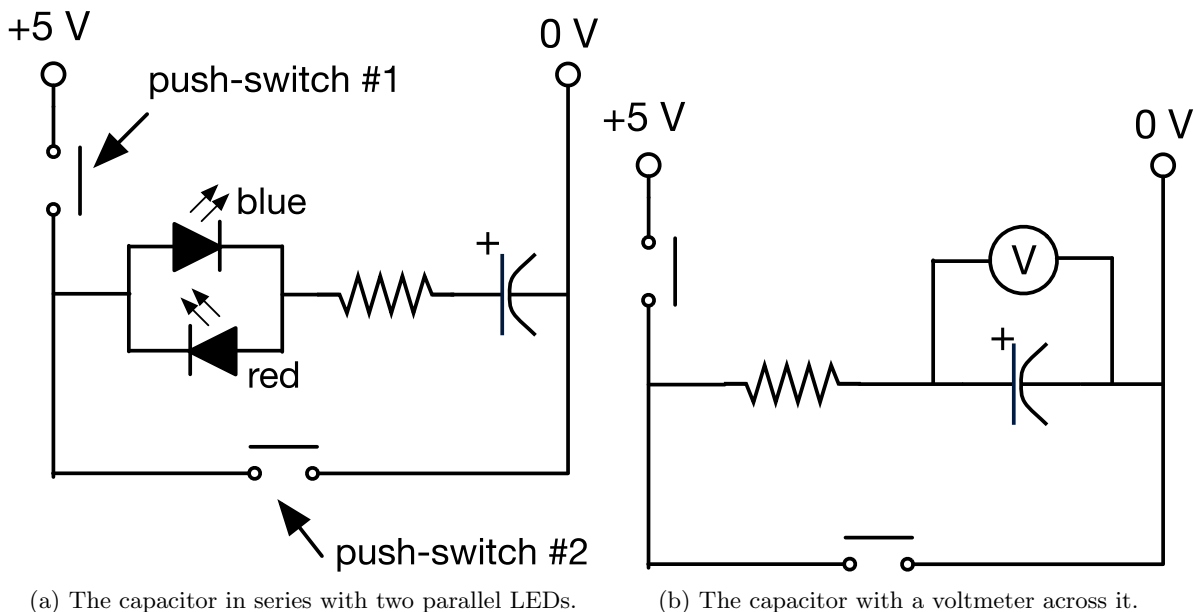 +5 V
0 V
push-switch #1
blue
+
red
push-switch #2
(a) The capacitor in series with two parallel LEDs.
+5 V
0 V
V
+
(b) The capacitor with a voltmeter across it.